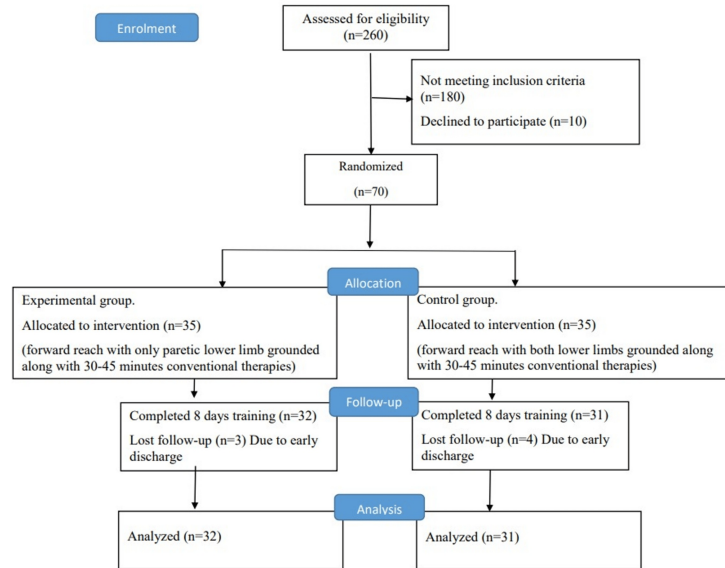 Enrolment
Assessed for eligibility
(n=260)
Not meeting inclusion criteria
(n=180)
Declined to participate (n=10)
Randomized
(n=70)
Allocation
Experimental group.
Allocated to intervention (n=35)
(forward reach with only paretic lower limb grounded
along with 30-45 minutes conventional therapies)
Control group.
Allocated to intervention (n=35)
(forward reach with both lower limbs grounded along
with 30-45 minutes conventional therapies)
Follow-up
Completed 8 days training (n=32)
Lost follow-up (n=3) Due to early
discharge
Completed 8 days training (n=31)
Lost follow-up (n=4) Due to early
discharge
Analysis
Analyzed (n=32)
Analyzed (n=31)